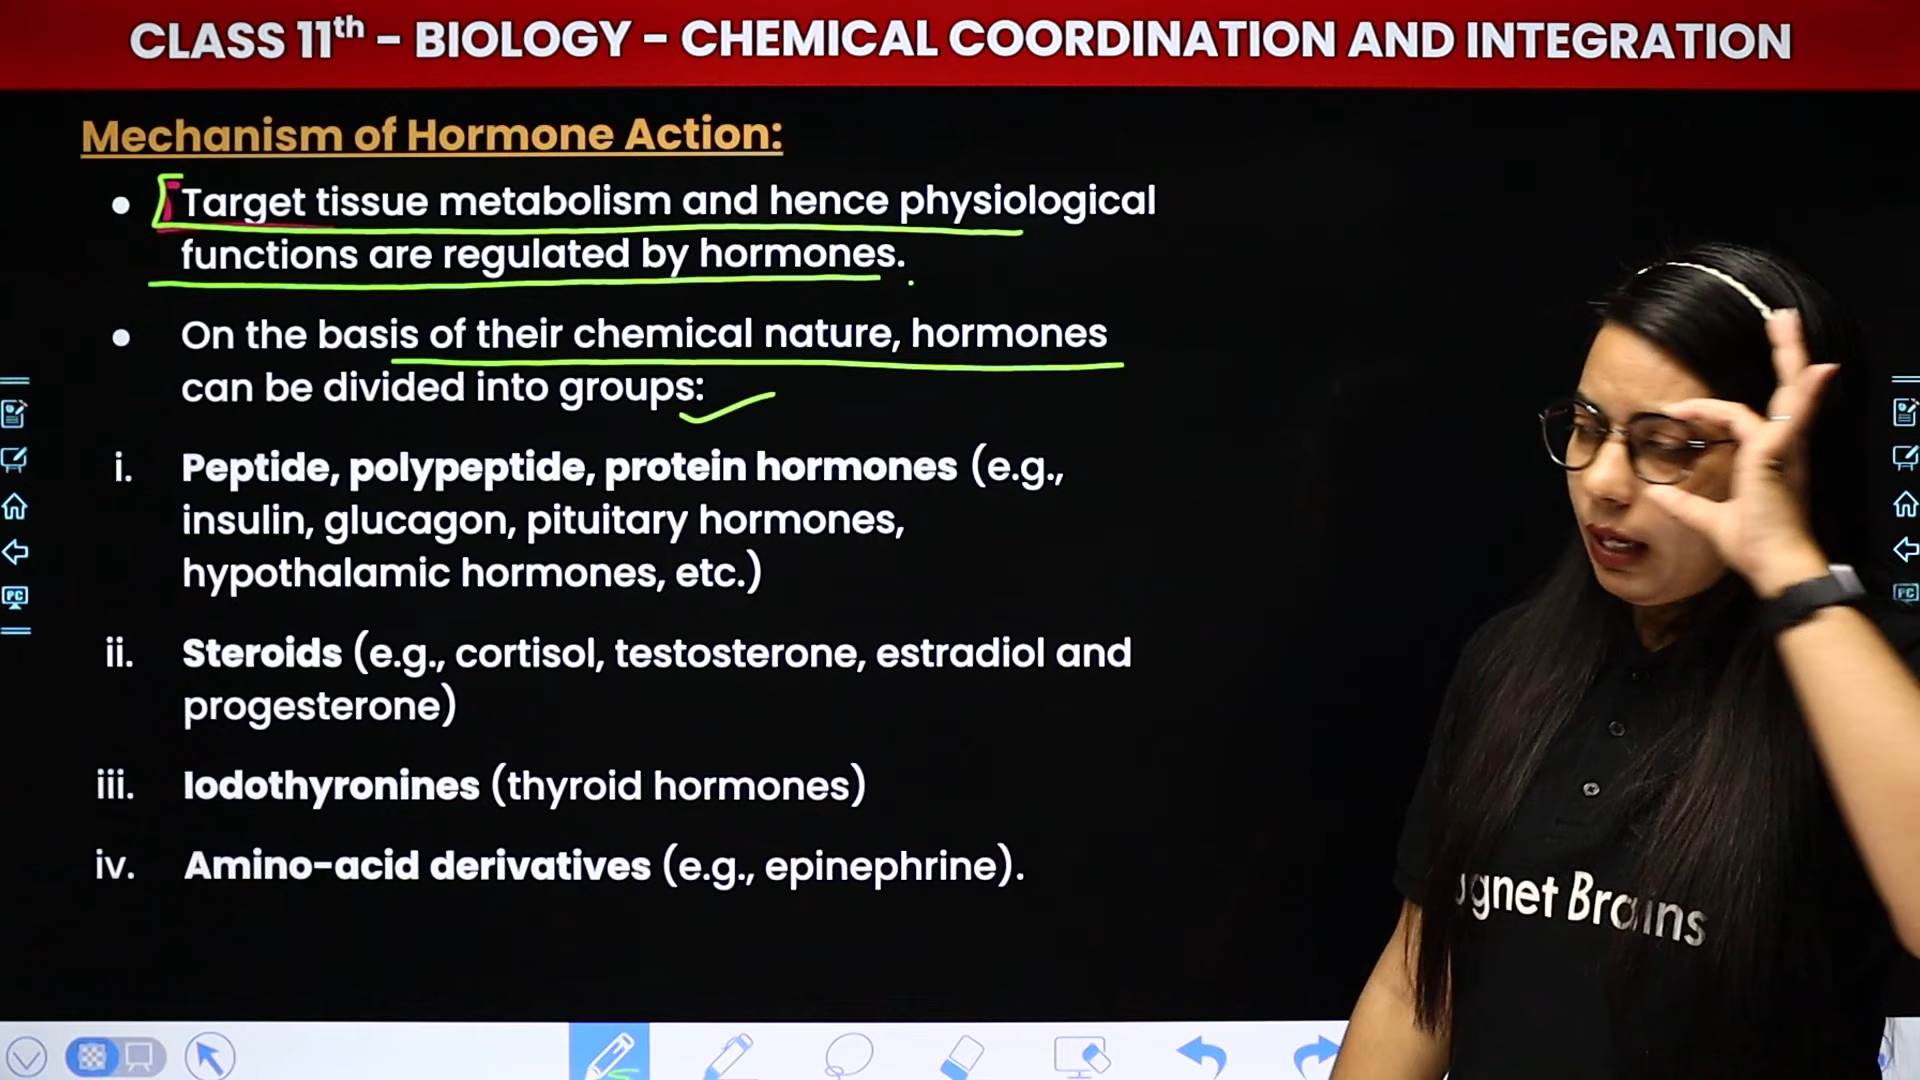 CLASS 11th - BIOLOGY - CHEMICAL COORDINATION AND INTEGRATION
Mechanism of Hormone Action:
• Target tissue metabolism and hence physiological
functions are regulated by hormones.
• On the basis of their chemical nature, hormones
can be divided into groups:
i. Peptide, polypeptide, protein hormones (e.g.,
insulin, glucagon, pituitary hormones,
hypothalamic hormones, etc.)
ii. Steroids (e.g., cortisol, testosterone, estradiol and
progesterone)
iii. Iodothyronines (thyroid hormones)
iv. Amino-acid derivatives (e.g., epinephrine).
PC
PC
gnet Brains